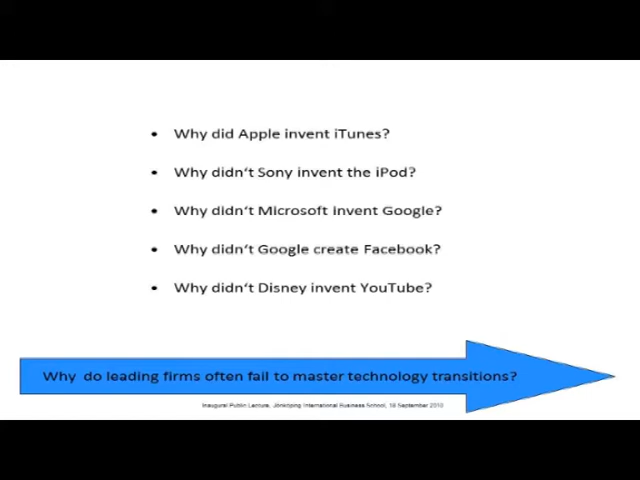 • Why did Apple invent iTunes?
• Why didn't Sony invent the iPod?
• Why didn't Microsoft invent Google?
• Why didn't Google create Facebook?
• Why didn't Disney invent YouTube?
Why do leading firms often fail to master technology transitions?
Inaugural Public Lecture, Jönköping International Business School, 18 September 2013